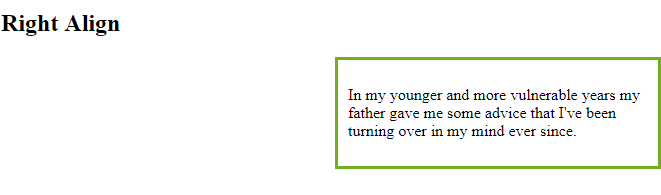 Right Align
In my younger and more vulnerable years my
father gave me some advice that I've been
turning over in my mind ever since.